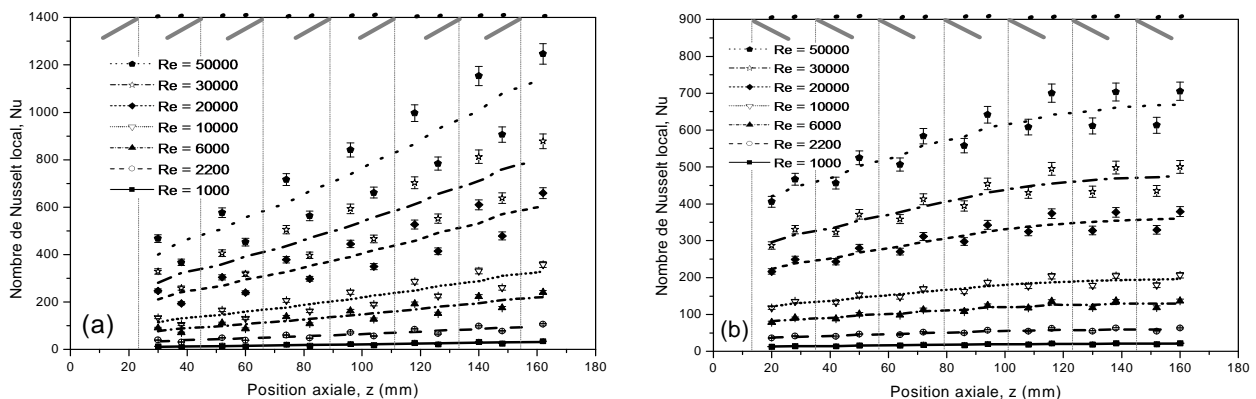 1400
1200
1000
800
600
400
200
0
Nombre de Nusselt local, Nu
Re = 50000
Re = 30000
Re = 20000
Re = 10000
Re = 6000
Re = 2200
Re = 1000
(a)
0 20 40 60 80 100 120 140 160 180
Position axiale, z (mm)
900
800
700
600
500
400
300
200
100
0
Nombre de Nusselt local, Nu
Re = 50000
Re = 30000
Re = 20000
Re = 10000
Re = 6000
Re = 2200
Re = 1000
(b)
0 20 40 60 80 100 120 140 160 180
Position axiale, z (mm)